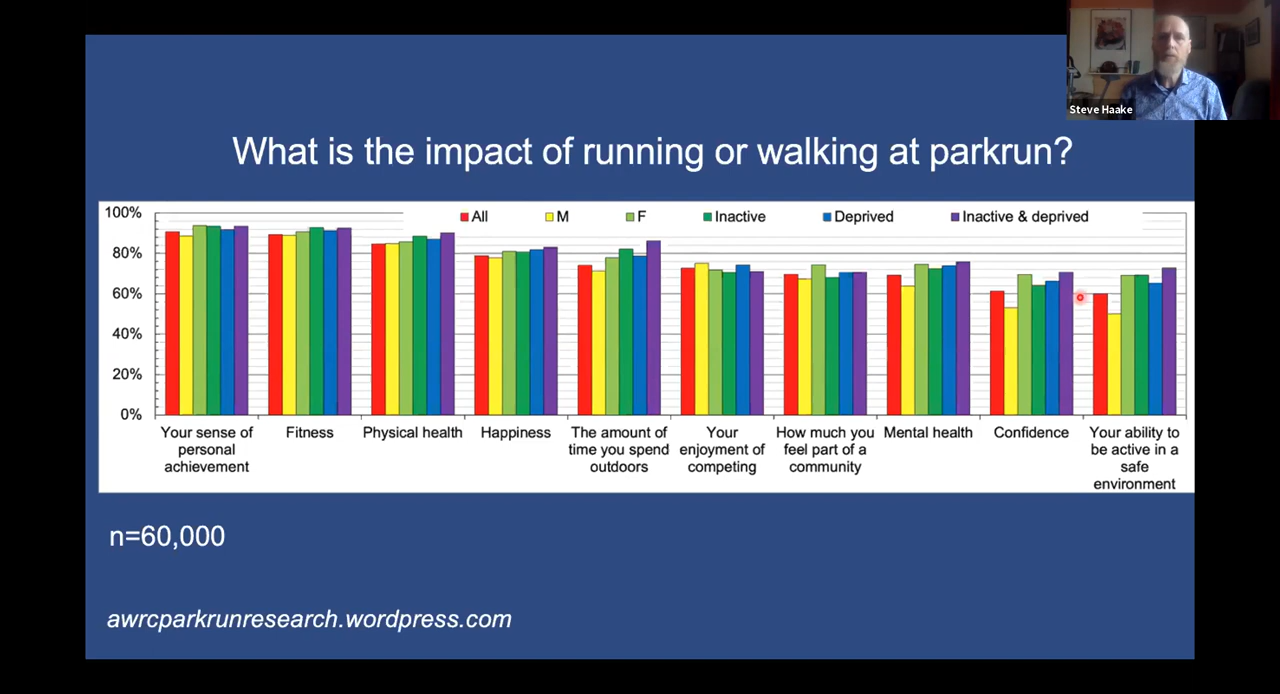 Steve Haake
What is the impact of running or walking at parkrun?
100%
80%
60%
40%
20%
0%
All M F Inactive Deprived Inactive & deprived
Your sense of
personal
achievement
Fitness
Physical health
Happiness
The amount of
time you spend
outdoors
Your
enjoyment of
competing
How much you
feel part of a
community
Mental health
Confidence
Your ability to
be active in a
safe
environment
n=60,000
awrcparkrunresearch.wordpress.com